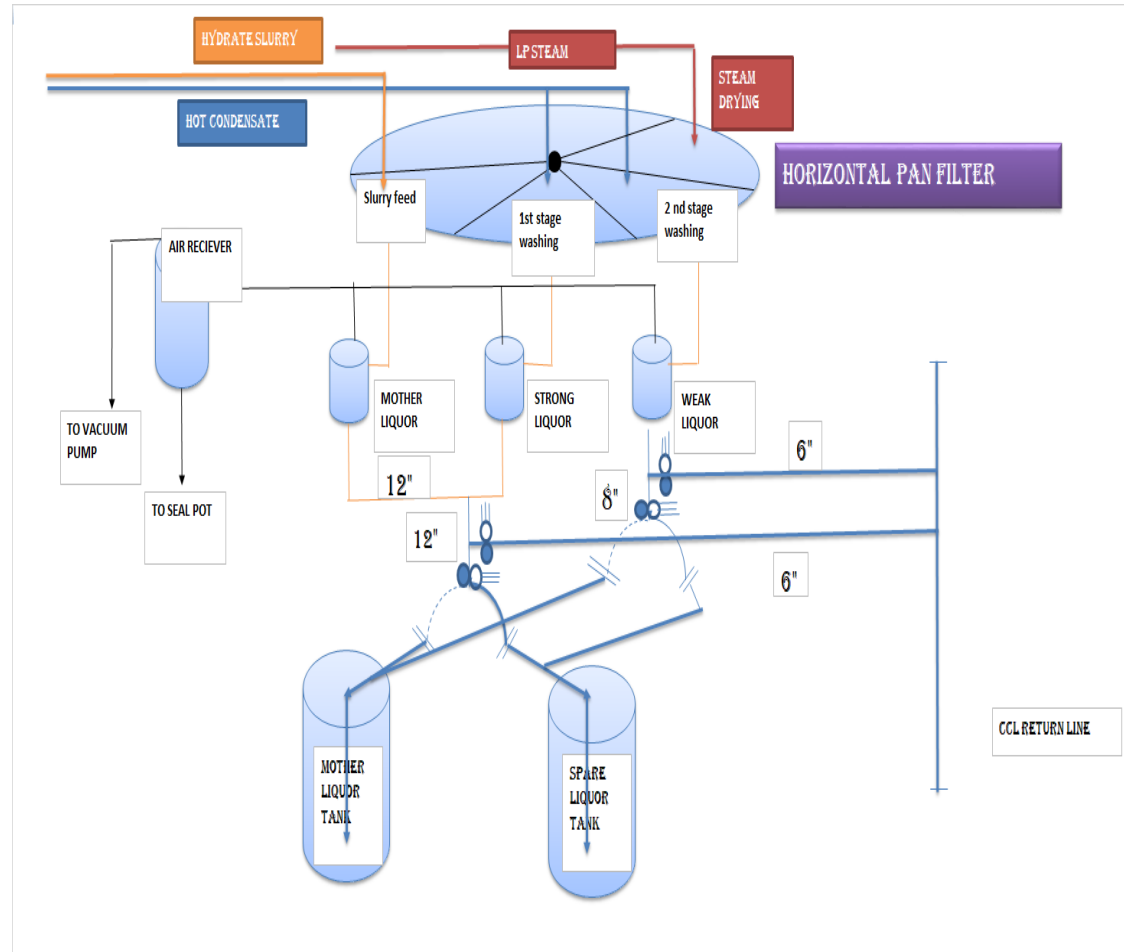 HYDRATE SLURRY
LP STEAM
STEAM
DRYING
HOT CONDENSATE
HORIZONTAL PAN FILTER
Slurry feed
1st stage
washing
2 nd stage
washing
AIR RECIEVER
MOTHER
LIQUOR
STRONG
LIQUOR
WEAK
LIQUOR
TO VACUUM
PUMP
TO SEAL POT
6"
12"
8"
12"
6"
CCL RETURN LINE
MOTHER
LIQUOR
TANK
SPARE
LIQUOR
TANK